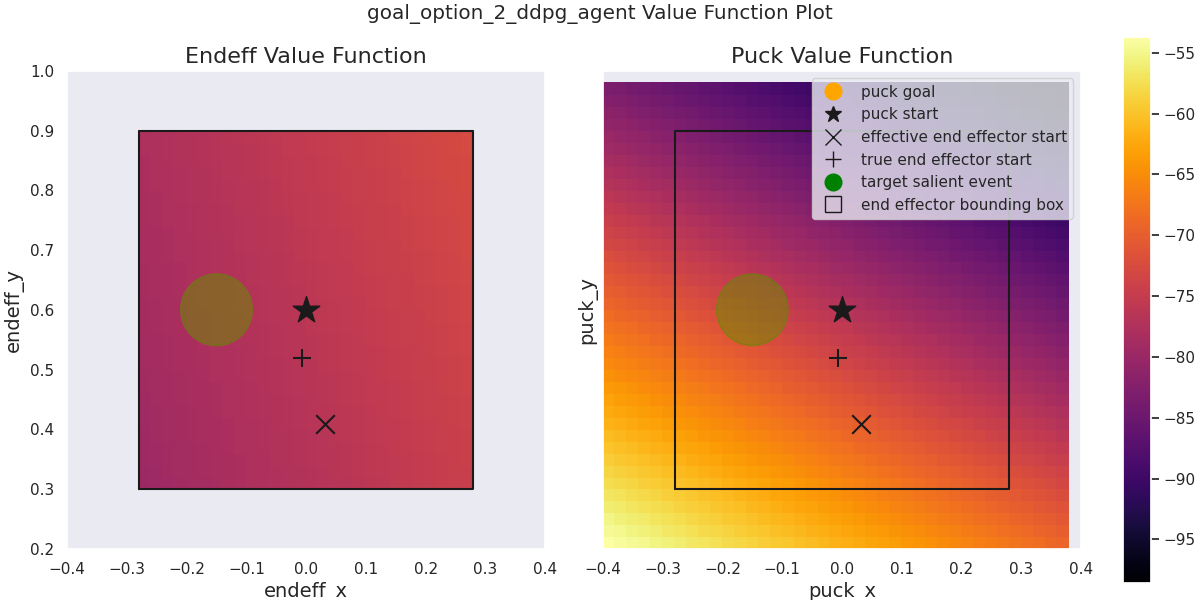 goal_option_2_ddpg_agent Value Function Plot
Endeff Value Function
endeff_y
1.0
0.9
0.8
0.7
0.6
0.5
0.4
0.3
0.2
−0.4 −0.3 −0.2 −0.1 0.0 0.1 0.2 0.3 0.4
endeff_x
Puck Value Function
puck_y
puck goal
puck start
effective end effector start
true end effector start
target salient event
end effector bounding box
−0.4 −0.3 −0.2 −0.1 0.0 0.1 0.2 0.3 0.4
puck_x
−55
−60
−65
−70
−75
−80
−85
−90
−95